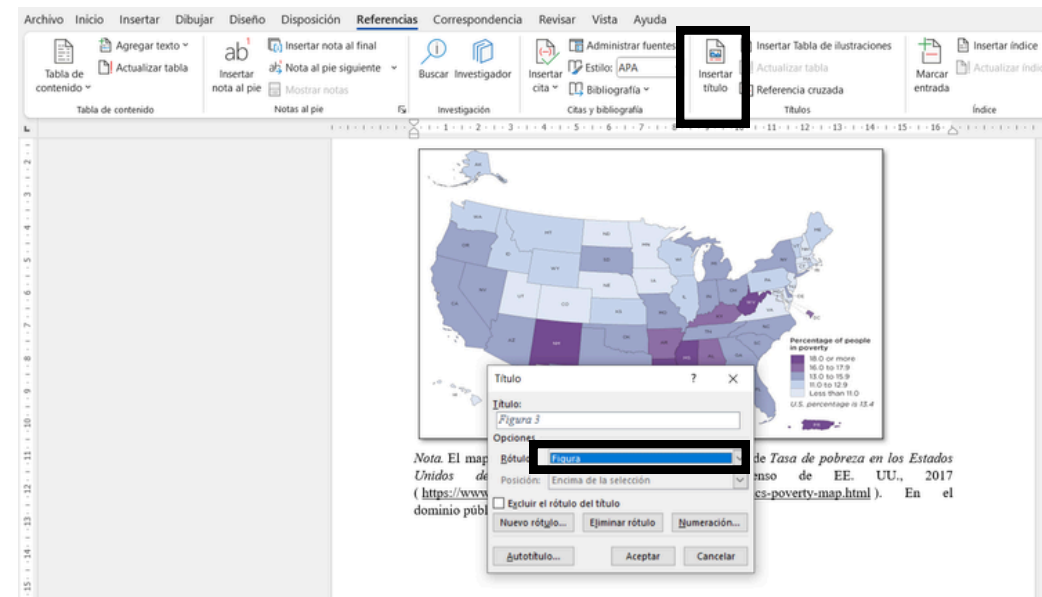 Archivo Inicio Insertar Dibujar Diseño Disposición Referencias Correspondencia Revisar Vista Ayuda
Tabla de contenido
Agregar texto
Actualizar tabla
Tabla de contenido
ab
Insertar nota al pie
Insertar nota al final
Nota al pie siguiente
Mostrar notas
Notas al pie
Buscar Investigador
Investigación
Insertar cita
Administrar fuentes
Estilo: APA
Bibliografía
Citas y bibliografía
Insertar título
Insertar Tabla de ilustraciones
Actualizar tabla
Referencia cruzada
Títulos
Marcar entrada
Insertar índice
Actualizar índic
Índice
Percentage of people
in poverty
18.0 or more
16.0 to 17.9
13.0 to 15.9
11.0 to 12.9
Less than 11.0
U.S. percentage is 13.4
Título ?
Título:
Figura 3
Opciones
Rótulo
Figura
Posición: Encima de la selección
Excluir el rótulo del título
Nuevo rótulo... Eliminar rótulo Numeración...
Autotítulo... Aceptar Cancelar
Nota. El map de Tasa de pobreza en los Estados
Unidos de enso de EE. UU., 2017
( https://www cs-poverty-map.html ). En el
dominio públ